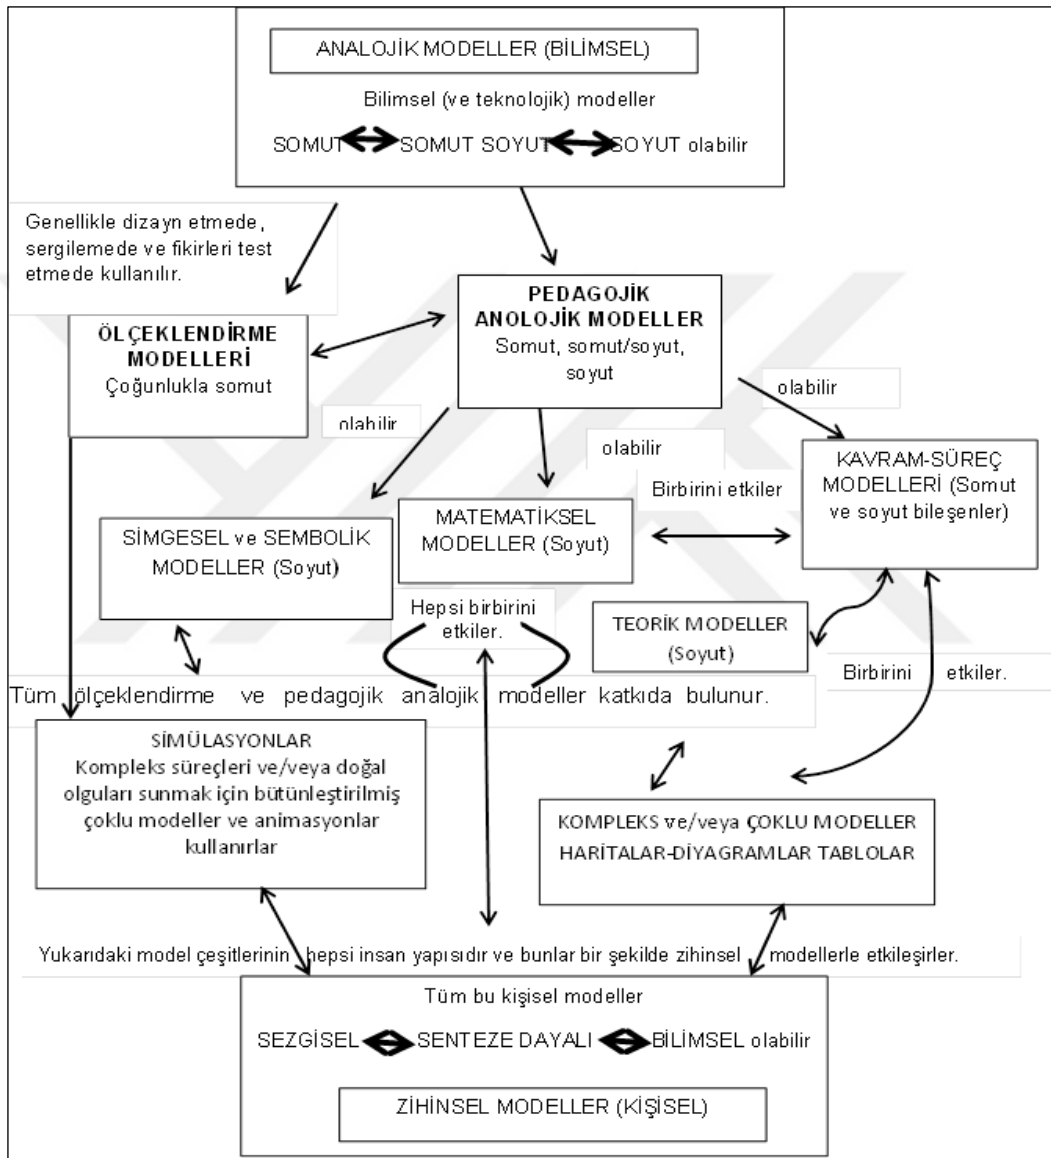 ANALOJİK MODELLER (BİLİMSEL)
Bilimsel (ve teknolojik) modeller
SOMUT SOMUT SOYUT SOYUT olabilir
Genellikle dizayn etmede,
sergilemede ve fikirleri test
etmede kullanılır.
PEDAGOJİK
ANOLOJİK MODELLER
Somut, somut/soyut,
soyut
ÖLÇEKLENDİRME
MODELLERİ
Çoğunlukla somut
olabilir
olabilir
olabilir
KAVRAM-SÜREÇ
MODELLERİ (Somut
ve soyut bileşenler)
Birbirini etkiler
SİMGESEL ve SEMBOLİK
MODELLER (Soyut)
MATEMATİKSEL
MODELLER (Soyut)
Hepsi birbirini
etkiler.
TEORİK MODELLER
(Soyut)
Birbirini etkiler.
Tüm ölçeklendirme ve pedagojik analojik modeller katkıda bulunur.
SİMÜLASYONLAR
Kompleks süreçleri ve/veya doğal
olguları sunmak için bütünleştirilmiş
çoklu modeller ve animasyonlar
kullanırlar
KOMPLEKS ve/veya ÇOKLU MODELLER
HARİTALAR-DİYAGRAMLAR TABLOLAR
Yukarıdaki model çeşitlerinin hepsi insan yapısıdır ve bunlar bir şekilde zihinsel modellerle etkileşirler.
Tüm bu kişisel modeller
SEZGİSEL SENTEZE DAYALI BİLİMSEL olabilir
ZİHİNSEL MODELLER (KİŞİSEL)